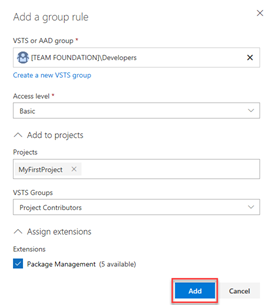 Add a group rule
VSTS or AAD group *
[TEAM FOUNDATION]\Developers
Create a new VSTS group
Access level *
Basic
Add to projects
Projects
MyFirstProject
VSTS Groups
Project Contributors
Assign extensions
Extensions
Package Management (5 available)
Add Cancel